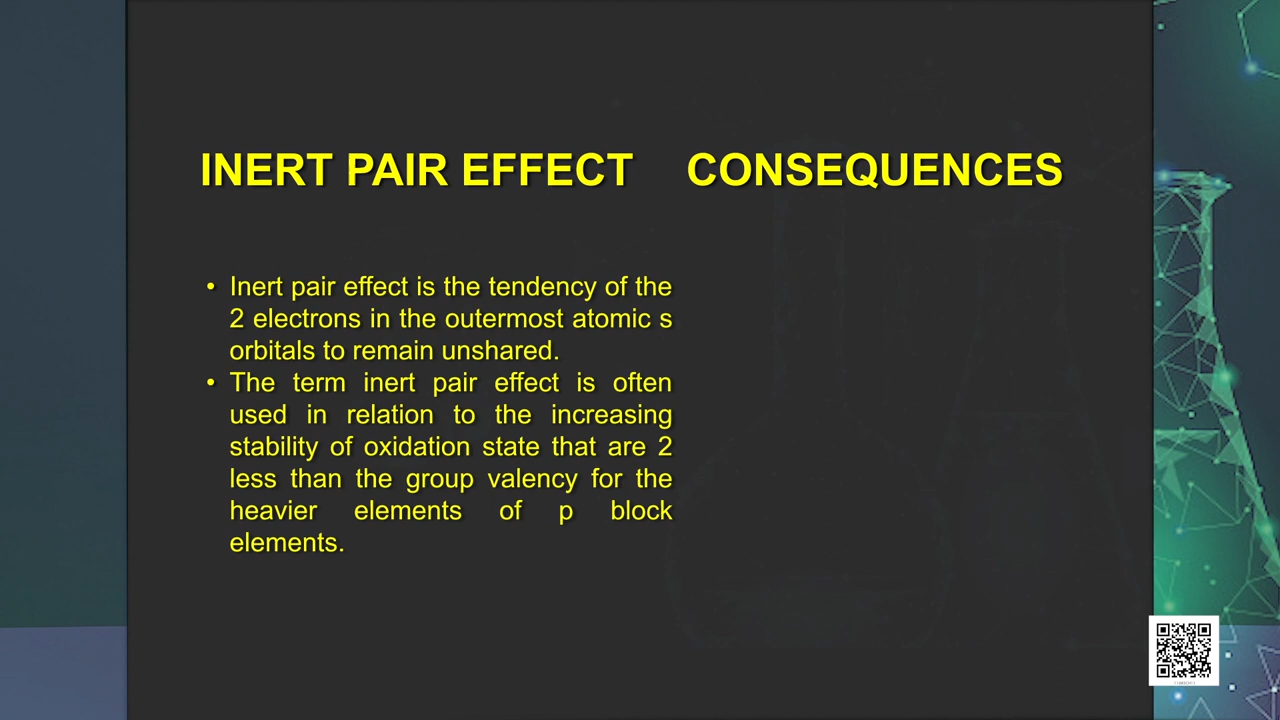 INERT PAIR EFFECT CONSEQUENCES
• Inert pair effect is the tendency of the
2 electrons in the outermost atomic s
orbitals to remain unshared.
• The term inert pair effect is often
used in relation to the increasing
stability of oxidation state that are 2
less than the group valency for the
heavier elements of p block
elements.